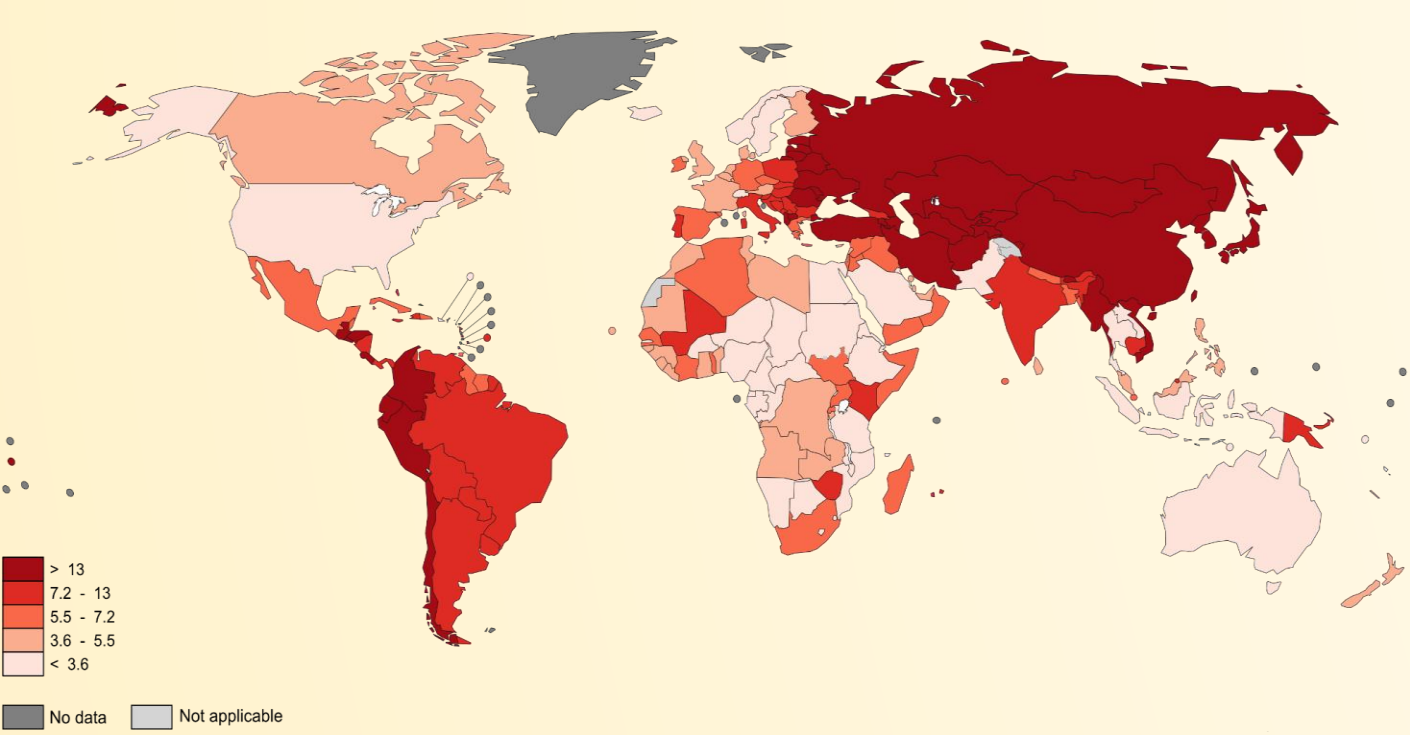 > 13
7.2 - 13
5.5 - 7.2
3.6 - 5.5
< 3.6
No data
Not applicable